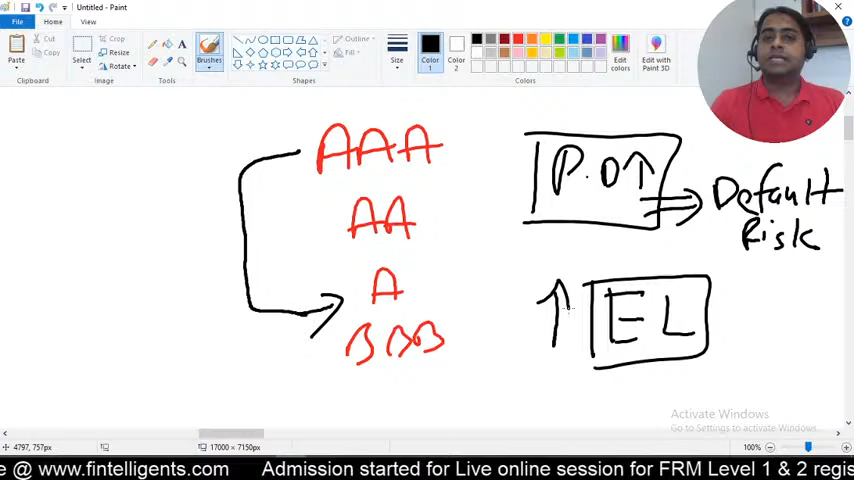 Untitled - Paint
File
Home
View
Paste
Cut
Copy
Clipboard
Select
Crop
Resize
Rotate
Image
A
Tools
Brushes
Shapes
Outline
Fill
Size
Color 1
Color 2
Colors
Edit colors
Edit with Paint 3D
AAA
AA
A
BBB
P.D↑
Default
Risk
↑ EL
Activate Windows
Go to Settings to activate Windows.
4797, 757px
17000 × 7150px
100%
e @ www.fintelligents.com Admission started for Live online session for FRM Level 1 & 2 regis